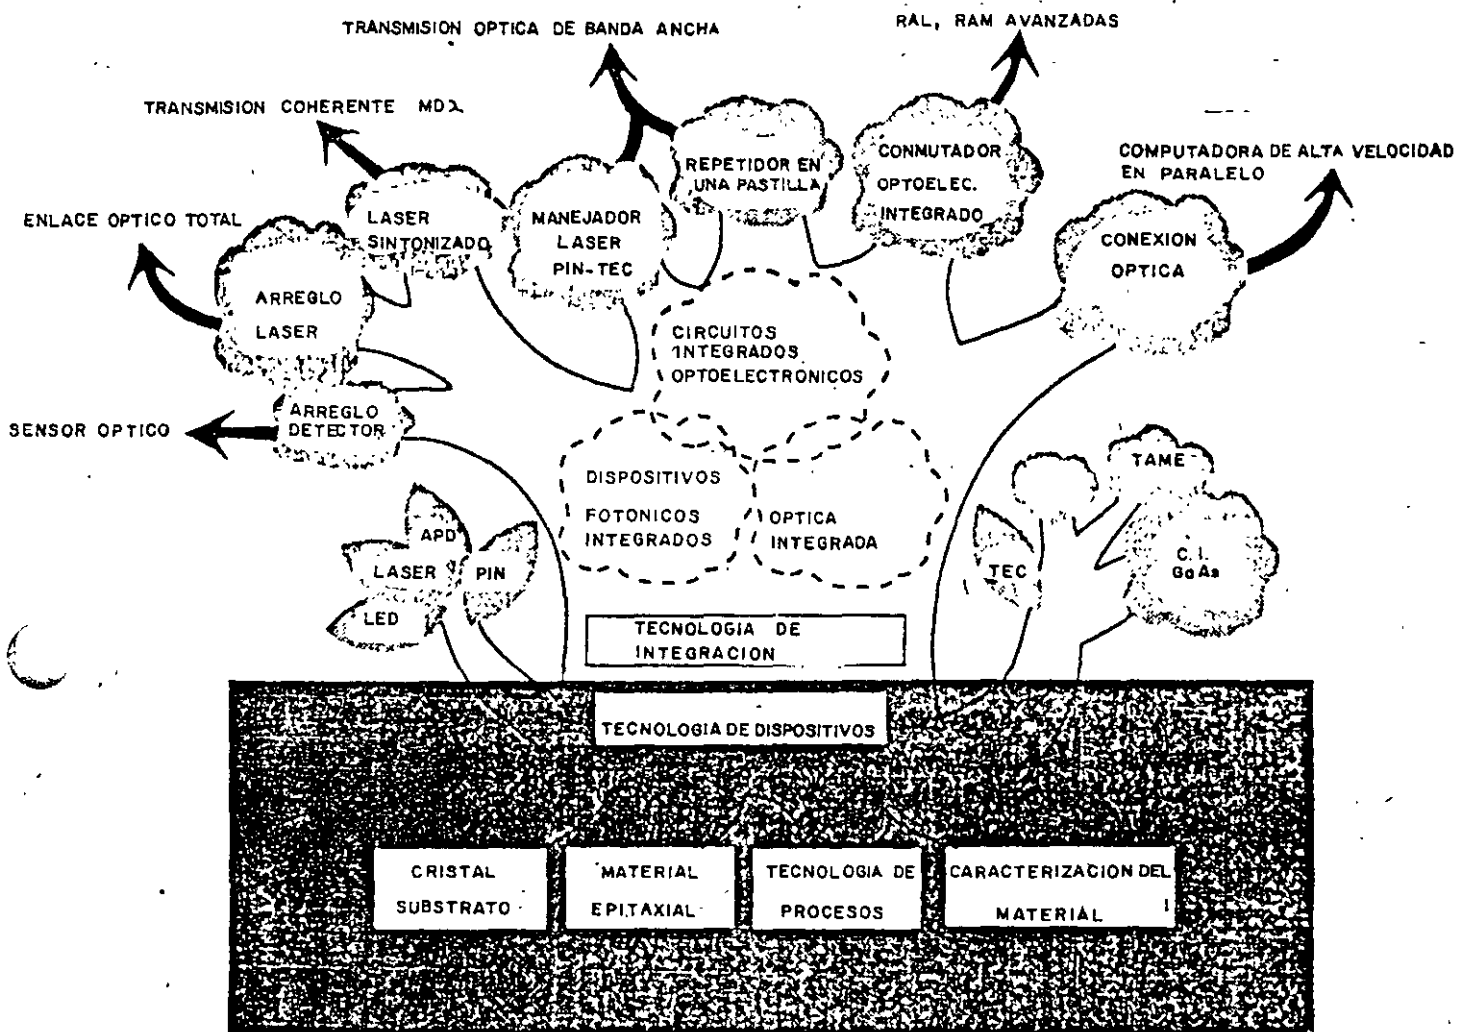 TRANSMISION OPTICA DE BANDA ANCHA
RAL, RAM AVANZADAS
TRANSMISION COHERENTE MDλ
COMPUTADORA DE ALTA VELOCIDAD
EN PARALELO
ENLACE OPTICO TOTAL
SENSOR OPTICO
ARREGLO
LASER
LASER
SINTONIZADO
MANEJADOR
LASER
PIN-TEC
REPETIDOR EN
UNA PASTILLA
CONMUTADOR
OPTOELEC.
INTEGRADO
CONEXION
OPTICA
ARREGLO
DETECTOR
CIRCUITOS
INTEGRADOS
OPTOELECTRONICOS
DISPOSITIVOS
FOTONICOS
INTEGRADOS
OPTICA
INTEGRADA
APD
LASER
PIN
LED
TAME
TEC
C. I.
GaAs
TECNOLOGIA DE
INTEGRACION
TECNOLOGIA DE DISPOSITIVOS
CRISTAL
SUBSTRATO
MATERIAL
EPITAXIAL
TECNOLOGIA DE
PROCESOS
CARACTERIZACION DEL
MATERIAL